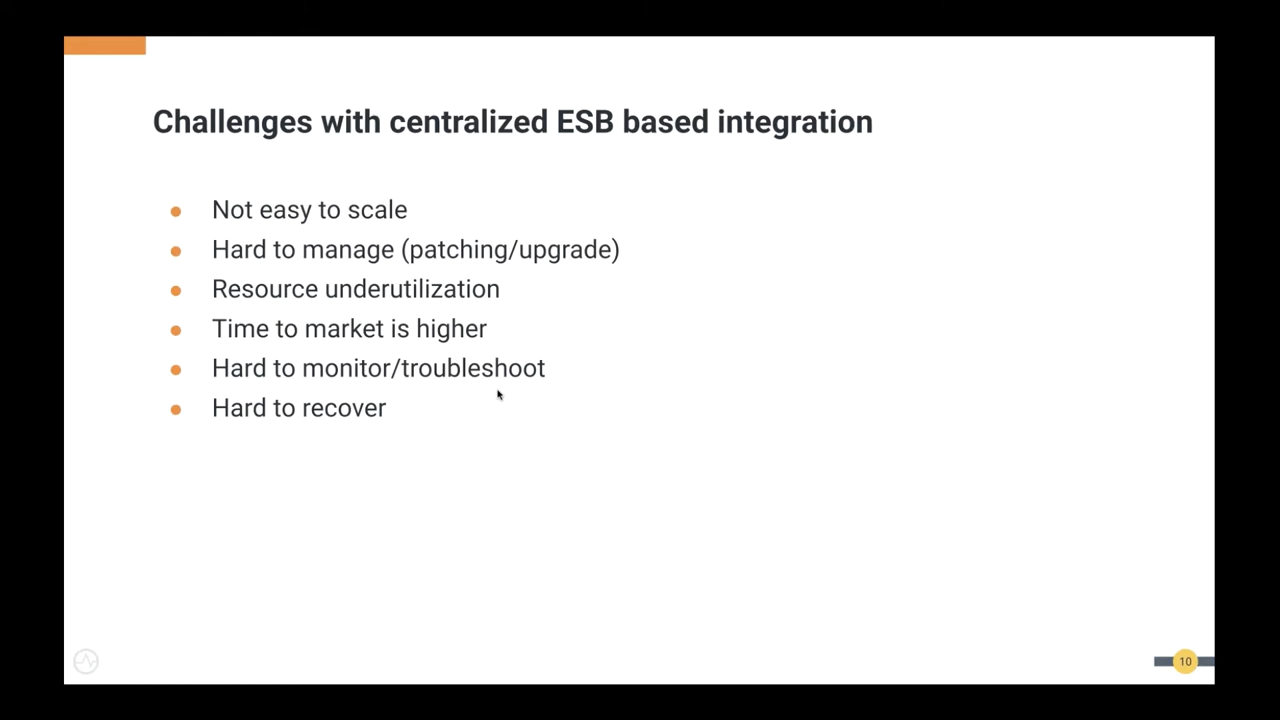 Challenges with centralized ESB based integration
● Not easy to scale
● Hard to manage (patching/upgrade)
● Resource underutilization
● Time to market is higher
● Hard to monitor/troubleshoot
● Hard to recover
10